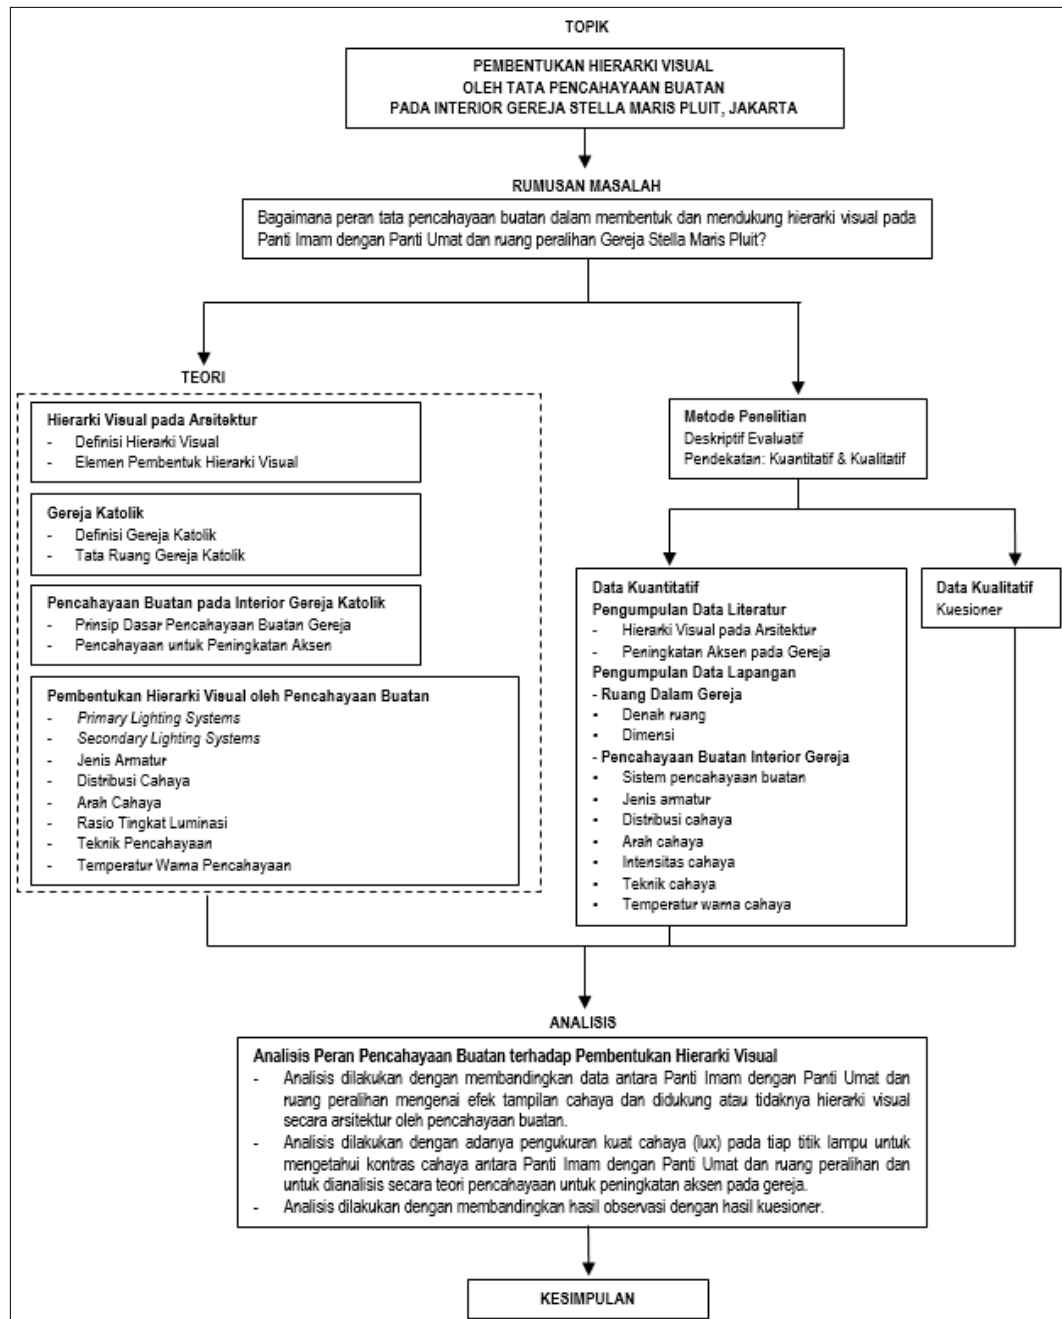 TOPIK
PEMBENTUKAN HIERARKI VISUAL
OLEH TATA PENCAHAYAAN BUATAN
PADA INTERIOR GEREJA STELLA MARIS PLUIT, JAKARTA
RUMUSAN MASALAH
Bagaimana peran tata pencahayaan buatan dalam membentuk dan mendukung hierarki visual pada
Panti Imam dengan Panti Umat dan ruang peralihan Gereja Stella Maris Pluit?
TEORI
Hierarki Visual pada Arsitektur
- Definisi Hierarki Visual
- Elemen Pembentuk Hierarki Visual
Gereja Katolik
- Definisi Gereja Katolik
- Tata Ruang Gereja Katolik
Pencahayaan Buatan pada Interior Gereja Katolik
- Prinsip Dasar Pencahayaan Buatan Gereja
- Pencahayaan untuk Peningkatan Aksen
Pembentukan Hierarki Visual oleh Pencahayaan Buatan
- Primary Lighting Systems
- Secondary Lighting Systems
- Jenis Armatur
- Distribusi Cahaya
- Arah Cahaya
- Rasio Tingkat Luminasi
- Teknik Pencahayaan
- Temperatur Warna Pencahayaan
Metode Penelitian
Deskriptif Evaluatif
Pendekatan: Kuantitatif & Kualitatif
Data Kuantitatif
Pengumpulan Data Literatur
- Hierarki Visual pada Arsitektur
- Peningkatan Aksen pada Gereja
Pengumpulan Data Lapangan
- Ruang Dalam Gereja
▪ Denah ruang
▪ Dimensi
- Pencahayaan Buatan Interior Gereja
▪ Sistem pencahayaan buatan
▪ Jenis armatur
▪ Distribusi cahaya
▪ Arah cahaya
▪ Intensitas cahaya
▪ Teknik cahaya
▪ Temperatur warna cahaya
Data Kualitatif
Kuesioner
ANALISIS
Analisis Peran Pencahayaan Buatan terhadap Pembentukan Hierarki Visual
- Analisis dilakukan dengan membandingkan data antara Panti Imam dengan Panti Umat dan
ruang peralihan mengenai efek tampilan cahaya dan didukung atau tidaknya hierarki visual
secara arsitektur oleh pencahayaan buatan.
- Analisis dilakukan dengan adanya pengukuran kuat cahaya (lux) pada tiap titik lampu untuk
mengetahui kontras cahaya antara Panti Imam dengan Panti Umat dan ruang peralihan dan
untuk dianalisis secara teori pencahayaan untuk peningkatan aksen pada gereja.
- Analisis dilakukan dengan membandingkan hasil observasi dengan hasil kuesioner.
KESIMPULAN